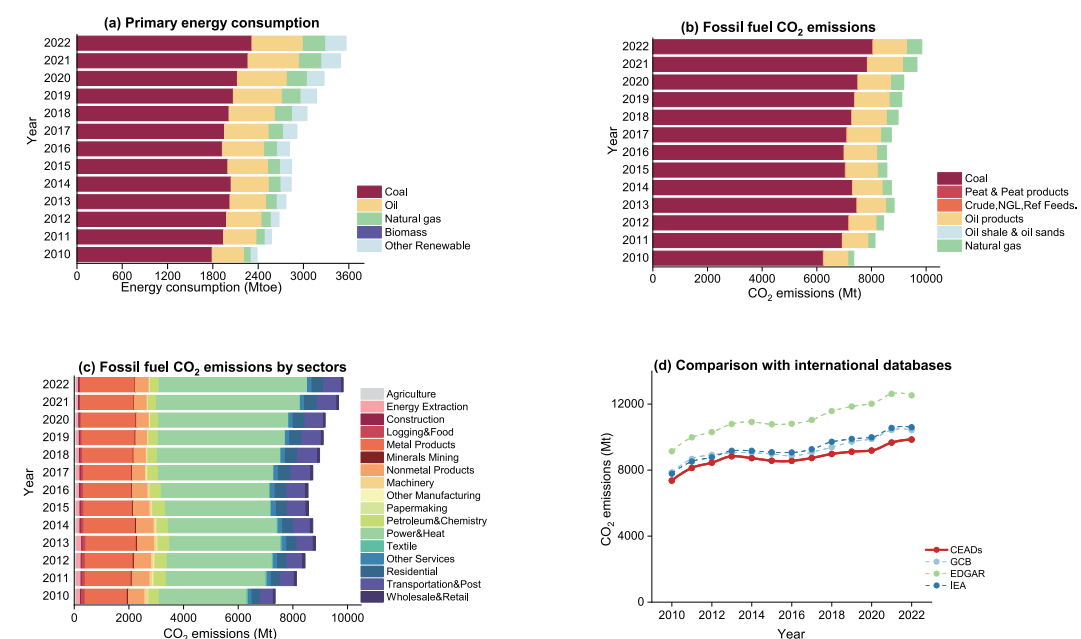 (a) Primary energy consumption
2022
2021
2020
2019
2018
2017
2016
2015
2014
2013
2012
2011
2010
Year
0 600 1200 1800 2400 3000 3600
Energy consumption (Mtoe)
Coal
Oil
Natural gas
Biomass
Other Renewable
(b) Fossil fuel CO2 emissions
2022
2021
2020
2019
2018
2017
2016
2015
2014
2013
2012
2011
2010
Year
0 2000 4000 6000 8000 10000
CO2 emissions (Mt)
Coal
Peat & Peat products
Crude,NGL,Ref Feeds.
Oil products
Oil shale & oil sands
Natural gas
(c) Fossil fuel CO2 emissions by sectors
2022
2021
2020
2019
2018
2017
2016
2015
2014
2013
2012
2011
2010
Year
0 2000 4000 6000 8000 10000
CO2 emissions (Mt)
Agriculture
Energy Extraction
Construction
Logging&Food
Metal Products
Minerals Mining
Nonmetal Products
Machinery
Other Manufacturing
Papermaking
Petroleum&Chemistry
Power&Heat
Textile
Other Services
Residential
Transportation&Post
Wholesale&Retail
(d) Comparison with international databases
12000
8000
4000
0
CO2 emissions (Mt)
2010 2012 2014 2016 2018 2020 2022
Year
CEADs
GCB
EDGAR
IEA